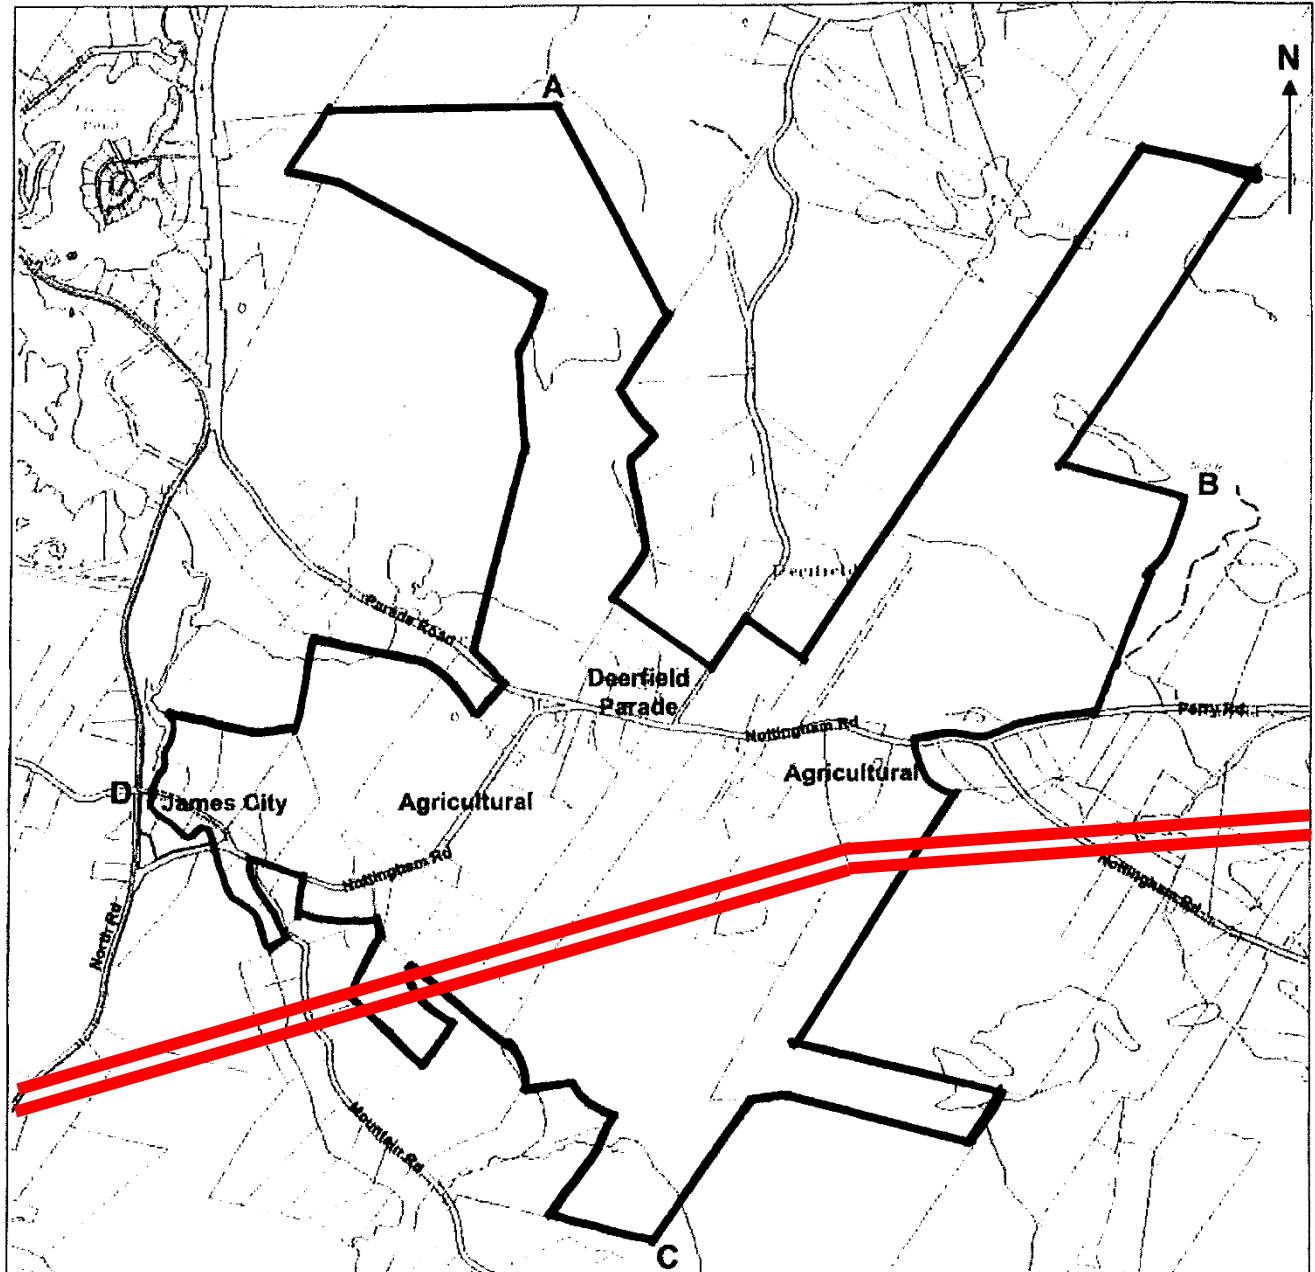 A
N
Pond
B
Deerfield
Parade Road
Deerfield
Parade
Nottingham Rd
Perry Rd
Agricultural
D
James City
Agricultural
Nottingham Rd
Nottingham Rd
North Rd
Mountain Rd
C